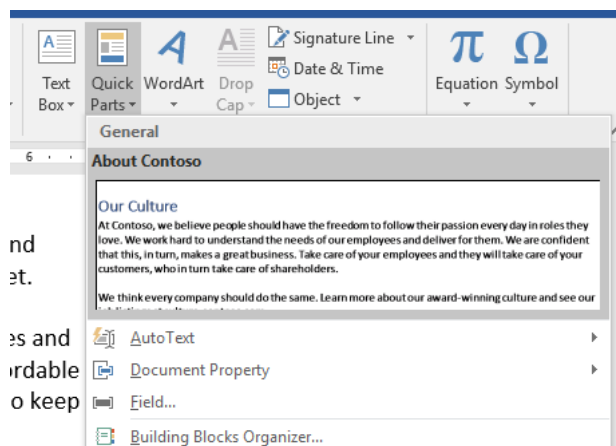 Signature Line
Date & Time
Object
Text Box
Quick Parts
WordArt
Drop Cap
Equation
Symbol
General
6
About Contoso
Our Culture
At Contoso, we believe people should have the freedom to follow their passion every day in roles they
love. We work hard to understand the needs of our employees and deliver for them. We are confident
that this, in turn, makes a great business. Take care of your employees and they will take care of your
customers, who in turn take care of shareholders.
We think every company should do the same. Learn more about our award-winning culture and see our
nd
et.
es and
ordable
o keep
AutoText
Document Property
Field...
Building Blocks Organizer...
π
Ω
A
A
A